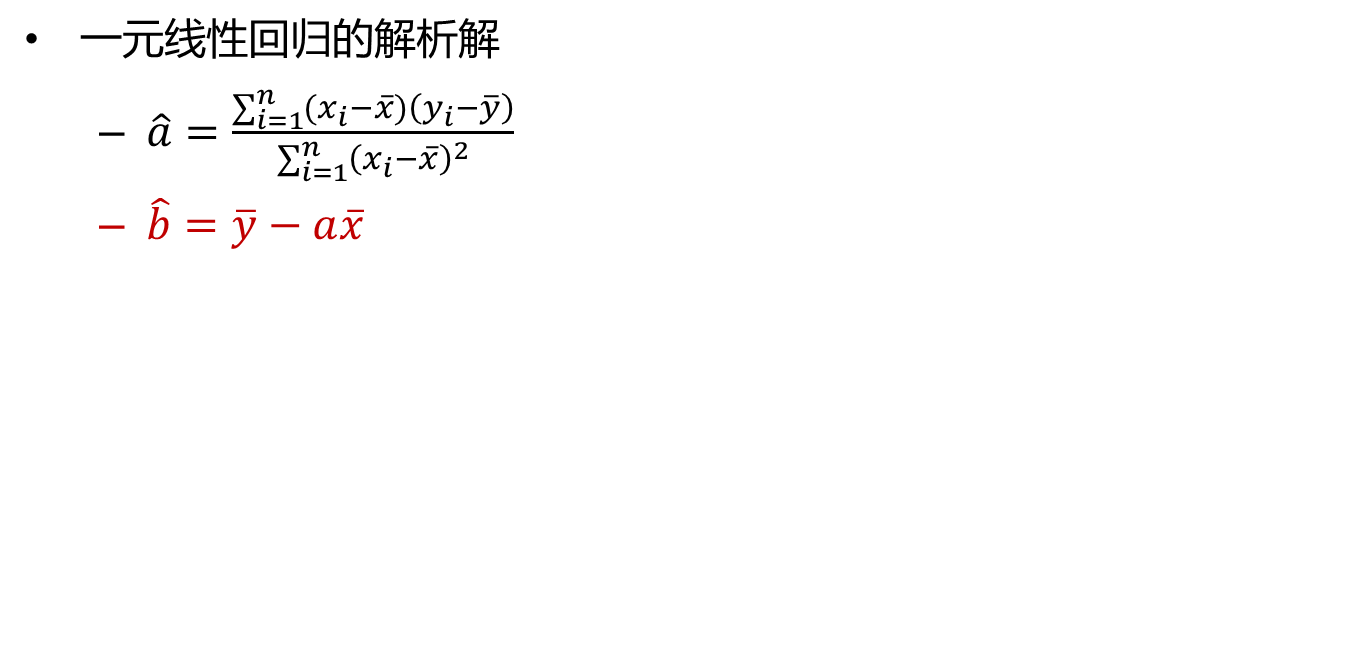 • 一元线性回归的解析解
– â = ∑ⁿᵢ₌₁(xᵢ−x̄)(yᵢ−ȳ) / ∑ⁿᵢ₌₁(xᵢ−x̄)²
– b̂ = ȳ − ax̄